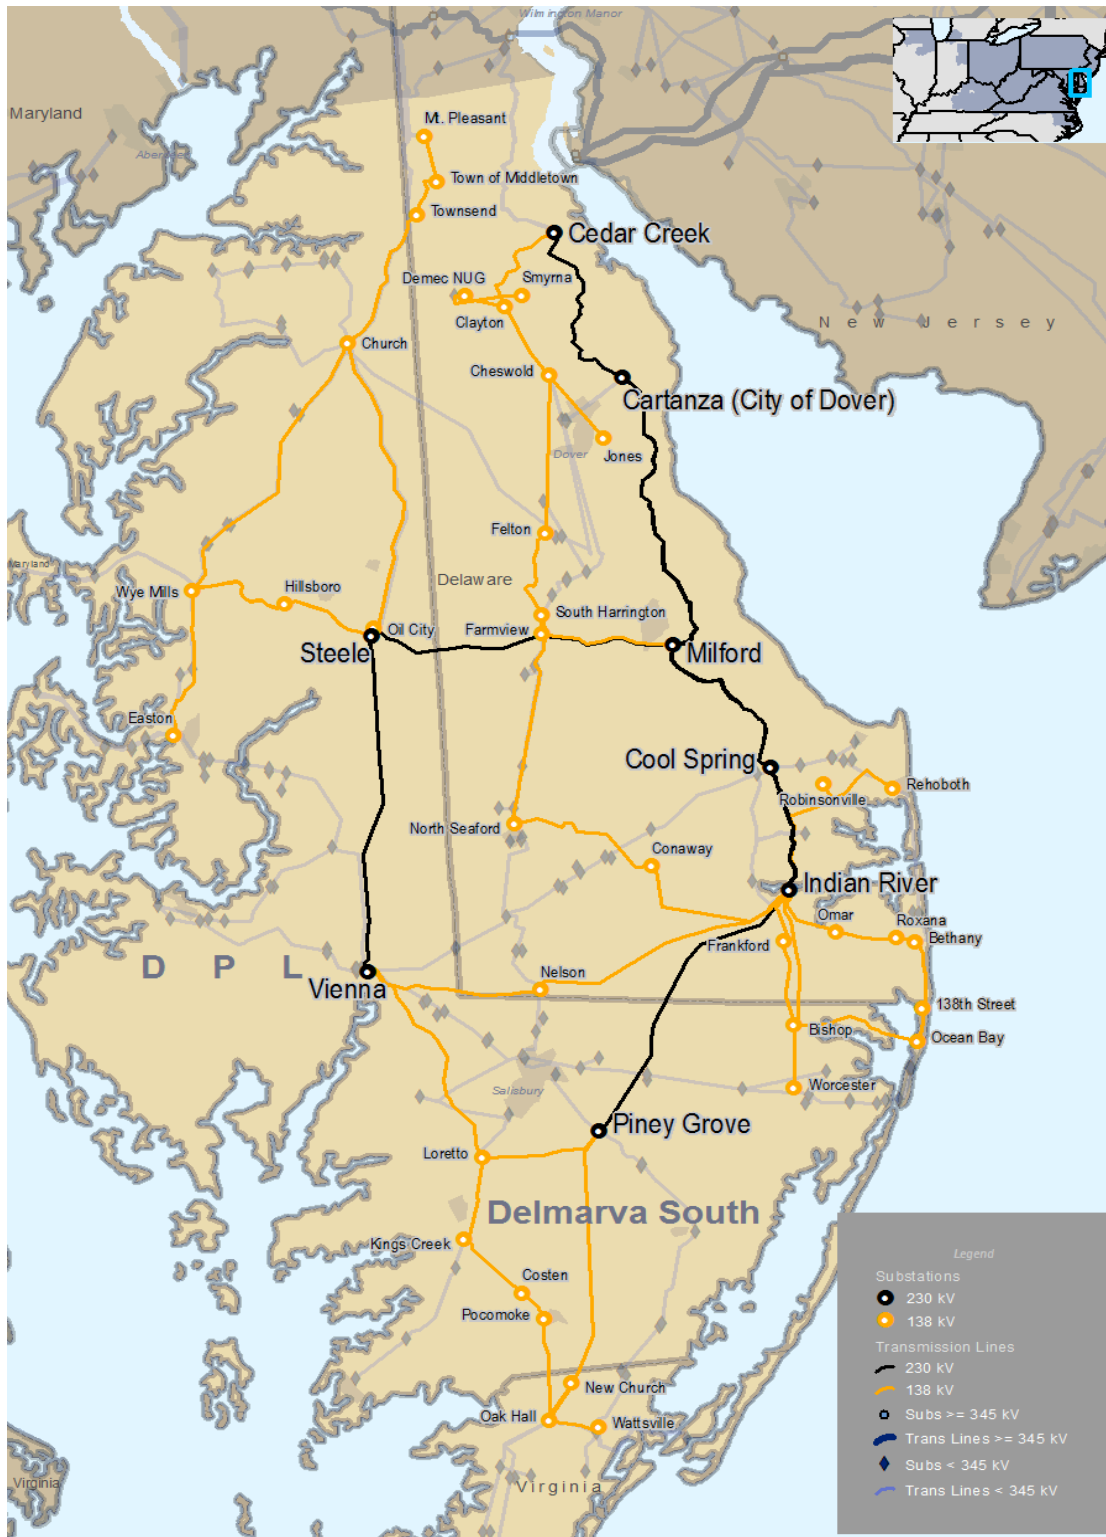 Wilmington Manor
Maryland
Mt. Pleasant
Town of Middletown
Townsend
Cedar Creek
Demec NUG
Smyrna
Clayton
Church
New Jersey
Cheswold
Cartanza (City of Dover)
Dover
Jones
Felton
Maryland
Delaware
Wye Mills
Hillsboro
South Harrington
Oil City
Farmview
Steele
Milford
Easton
Cool Spring
Robinsonville
Rehoboth
North Seaford
Conaway
Indian River
Omar
Roxana
Frankford
Bethany
DPL
Vienna
Nelson
138th Street
Bishop
Ocean Bay
Salisbury
Worcester
Piney Grove
Loretto
Delmarva South
Kings Creek
Costen
Pocomoke
New Church
Oak Hall
Wattsville
Virginia
Virginia
Legend
Substations
230 kV
138 kV
Transmission Lines
230 kV
138 kV
Subs >= 345 kV
Trans Lines >= 345 kV
Subs < 345 kV
Trans Lines < 345 kV